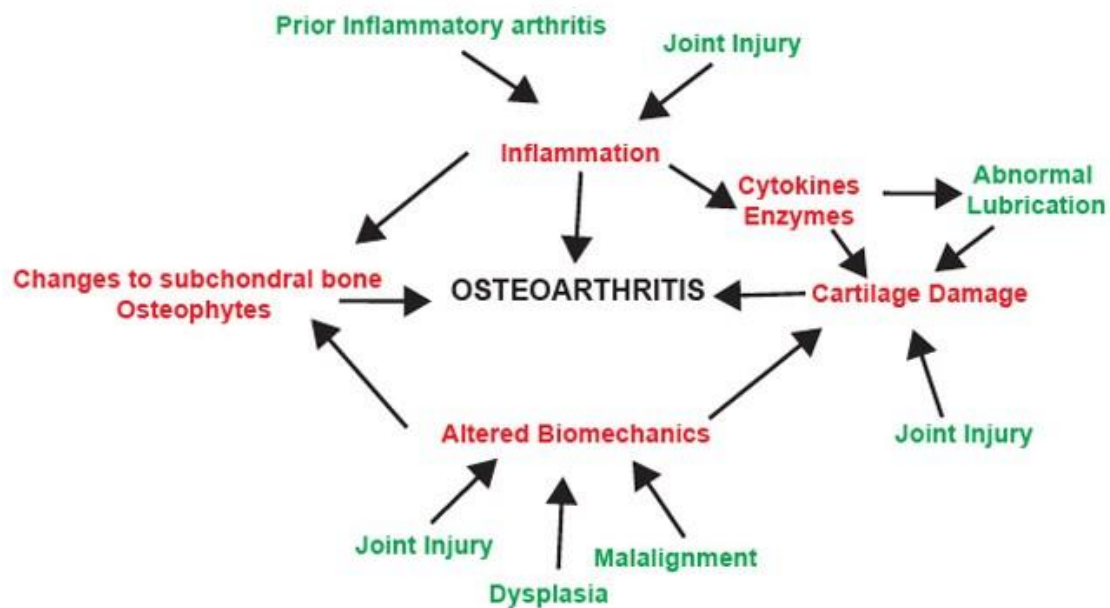 Prior Inflammatory arthritis
Joint Injury
Inflammation
Cytokines
Enzymes
Abnormal
Lubrication
Changes to subchondral bone
Osteophytes
OSTEOARTHRITIS
Cartilage Damage
Altered Biomechanics
Joint Injury
Joint Injury
Malalignment
Dysplasia